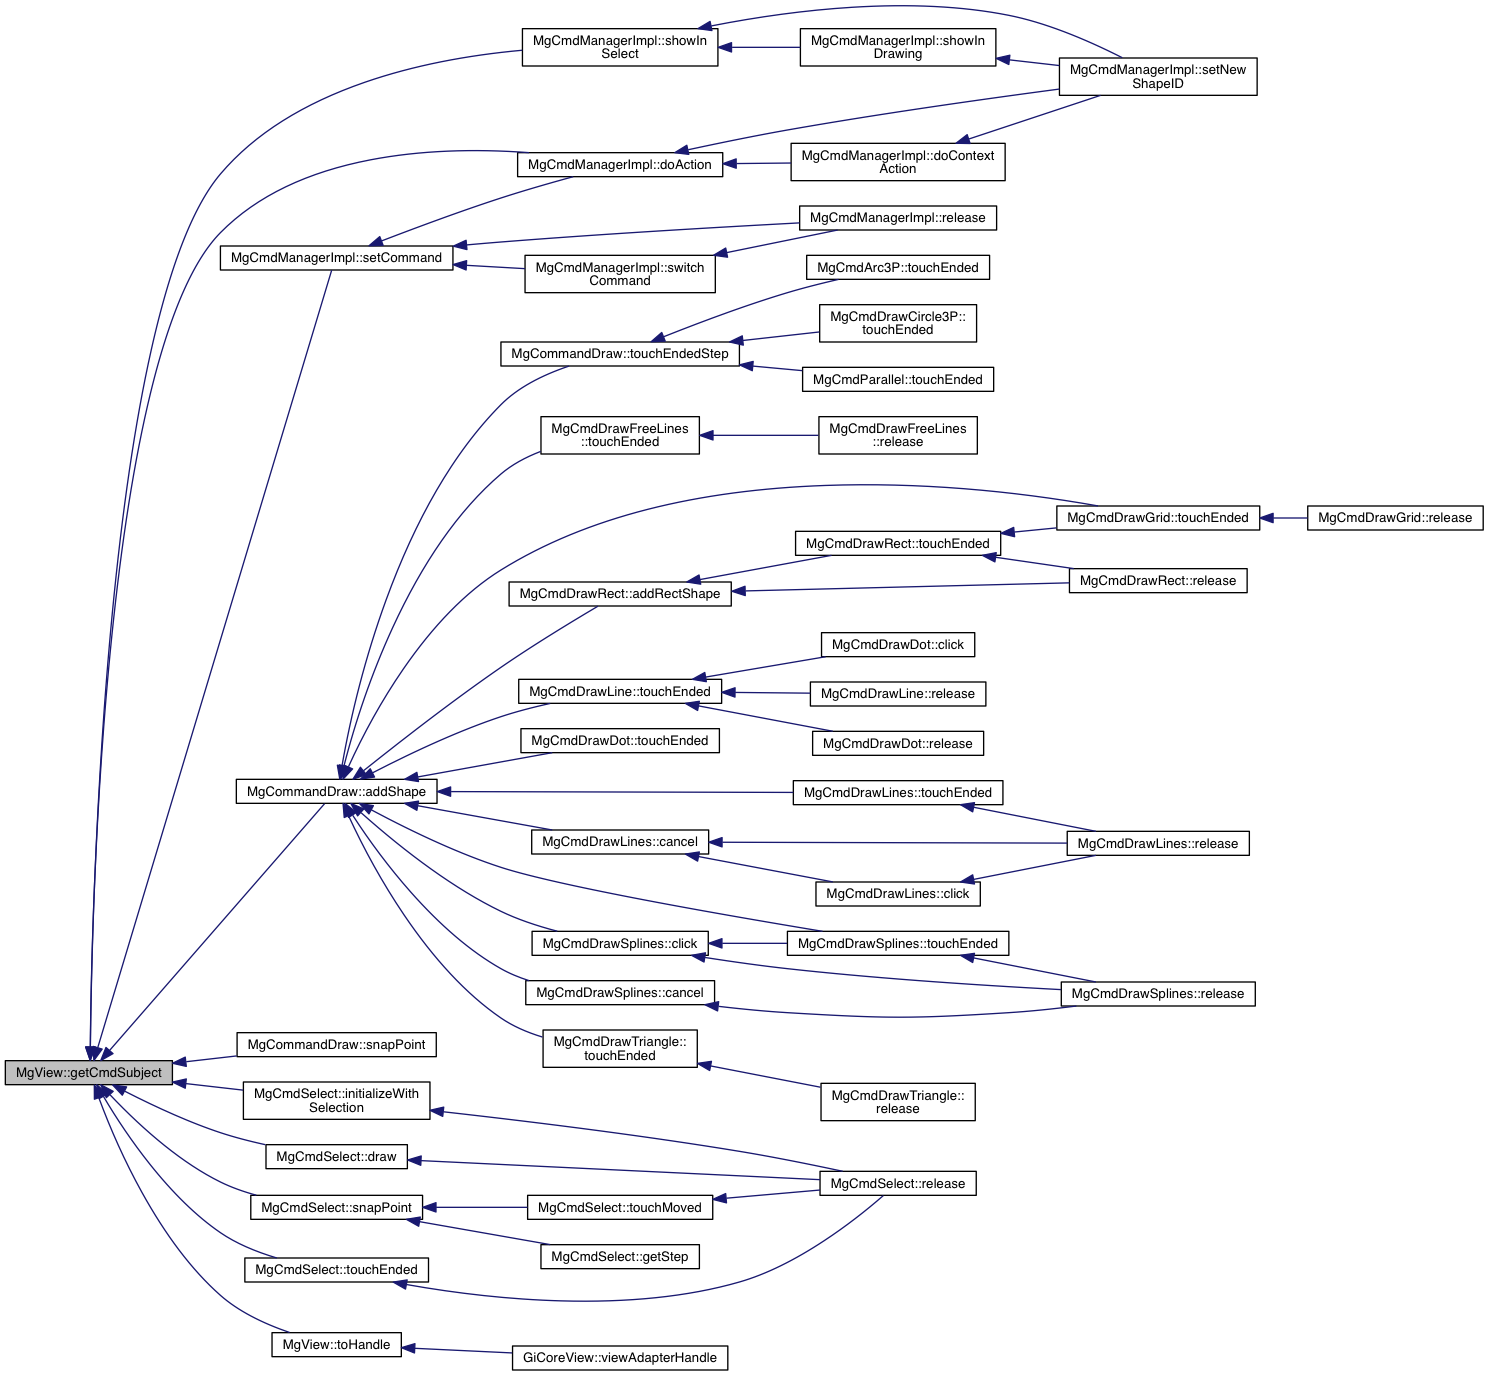 MgCmdManagerImpl::showIn
Select
MgCmdManagerImpl::showIn
Drawing
MgCmdManagerImpl::setNew
ShapeID
MgCmdManagerImpl::doAction
MgCmdManagerImpl::doContext
Action
MgCmdManagerImpl::release
MgCmdManagerImpl::setCommand
MgCmdManagerImpl::switch
Command
MgCmdArc3P::touchEnded
MgCmdDrawCircle3P::
touchEnded
MgCommandDraw::touchEndedStep
MgCmdParallel::touchEnded
MgCmdDrawFreeLines
::touchEnded
MgCmdDrawFreeLines
::release
MgCmdDrawGrid::touchEnded
MgCmdDrawGrid::release
MgCmdDrawRect::touchEnded
MgCmdDrawRect::release
MgCmdDrawRect::addRectShape
MgCmdDrawDot::click
MgCmdDrawLine::touchEnded
MgCmdDrawLine::release
MgCmdDrawDot::touchEnded
MgCmdDrawDot::release
MgCommandDraw::addShape
MgCmdDrawLines::touchEnded
MgCmdDrawLines::cancel
MgCmdDrawLines::release
MgCmdDrawLines::click
MgCmdDrawSplines::click
MgCmdDrawSplines::touchEnded
MgCmdDrawSplines::cancel
MgCmdDrawSplines::release
MgCmdDrawTriangle::
touchEnded
MgCommandDraw::snapPoint
MgView::getCmdSubject
MgCmdSelect::initializeWith
Selection
MgCmdDrawTriangle::
release
MgCmdSelect::draw
MgCmdSelect::release
MgCmdSelect::snapPoint
MgCmdSelect::touchMoved
MgCmdSelect::getStep
MgCmdSelect::touchEnded
MgView::toHandle
GiCoreView::viewAdapterHandle